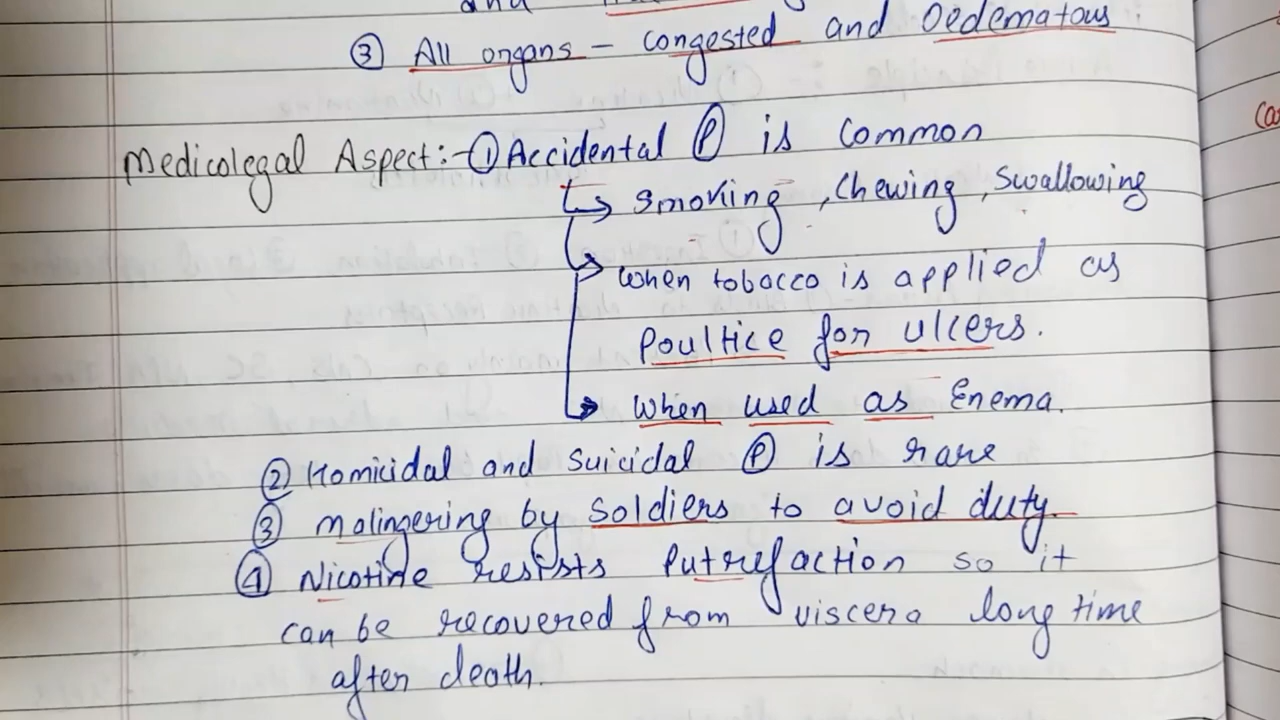 and
③ All organs – congested and Oedematous.
Medicolegal Aspect:- ① Accidental Ⓟ is Common
↳ Smoking, Chewing, Swallowing
→ When tobacco is applied as
Poultice for ulcers.
→ When used as Enema.
② Homicidal and Suicidal Ⓟ is rare
③ malingering by Soldiers to avoid duty.
④ Nicotine resists Putrefaction so it
can be recovered from viscera long time
after death.